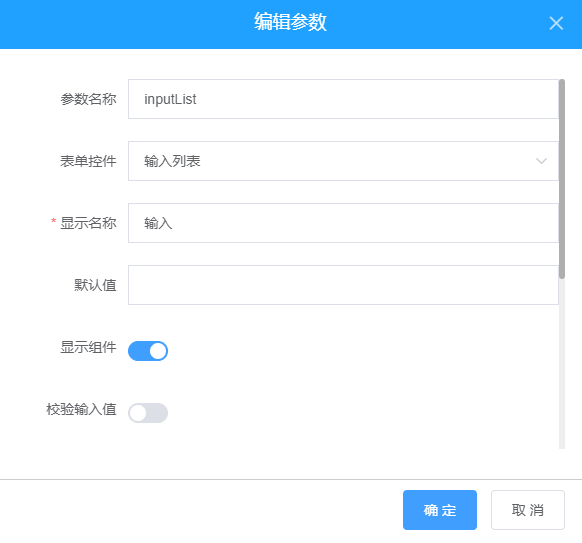 编辑参数
参数名称 inputList
表单控件 输入列表
* 显示名称 输入
默认值
显示组件
校验输入值
确 定 取 消